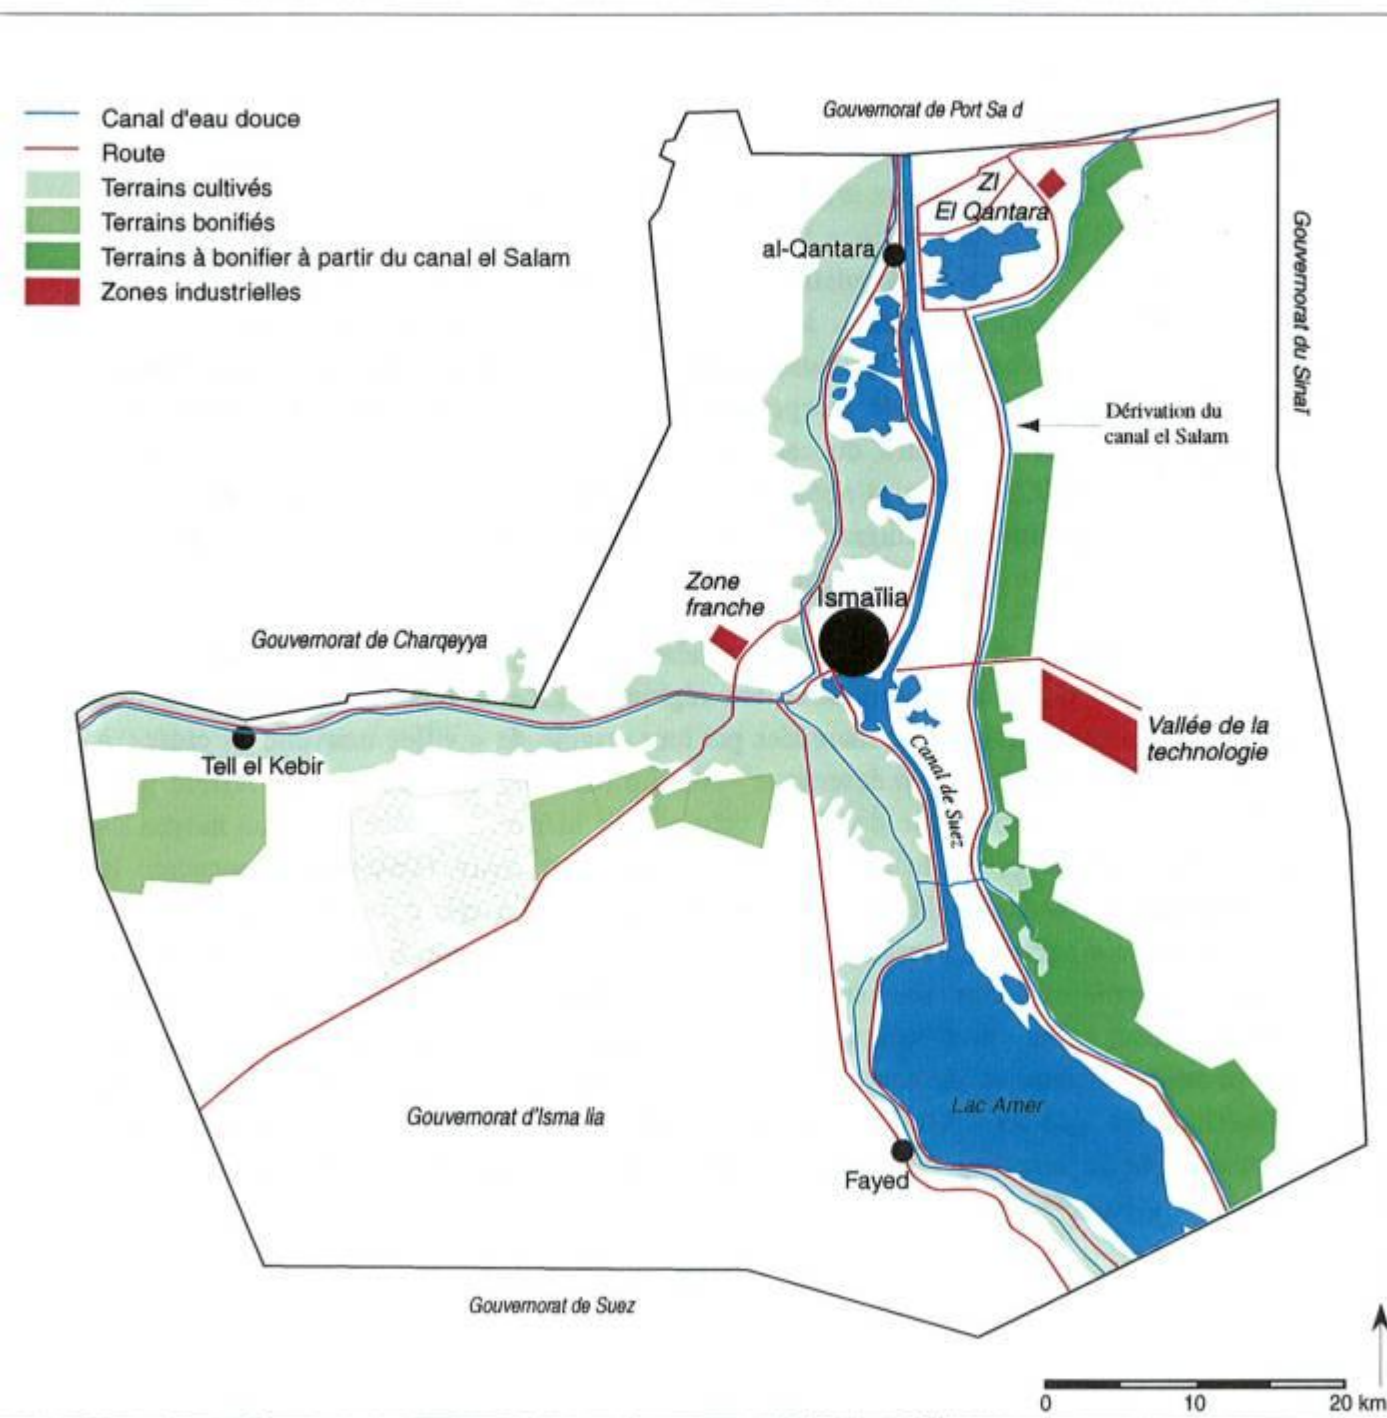 Canal d'eau douce
Route
Terrains cultivés
Terrains bonifiés
Terrains à bonifier à partir du canal el Salam
Zones industrielles
Gouvernorat de Port Sa d
ZI
El Qantara
al-Qantara
Gouvernorat du Sinaï
Dérivation du
canal el Salam
Zone
franche
Ismaïlia
Gouvernorat de Charqeyya
Tell el Kebir
Canal de Suez
Vallée de la
technologie
Gouvernorat d'Isma lia
Lac Amer
Fayed
Gouvernorat de Suez
0 10 20 km